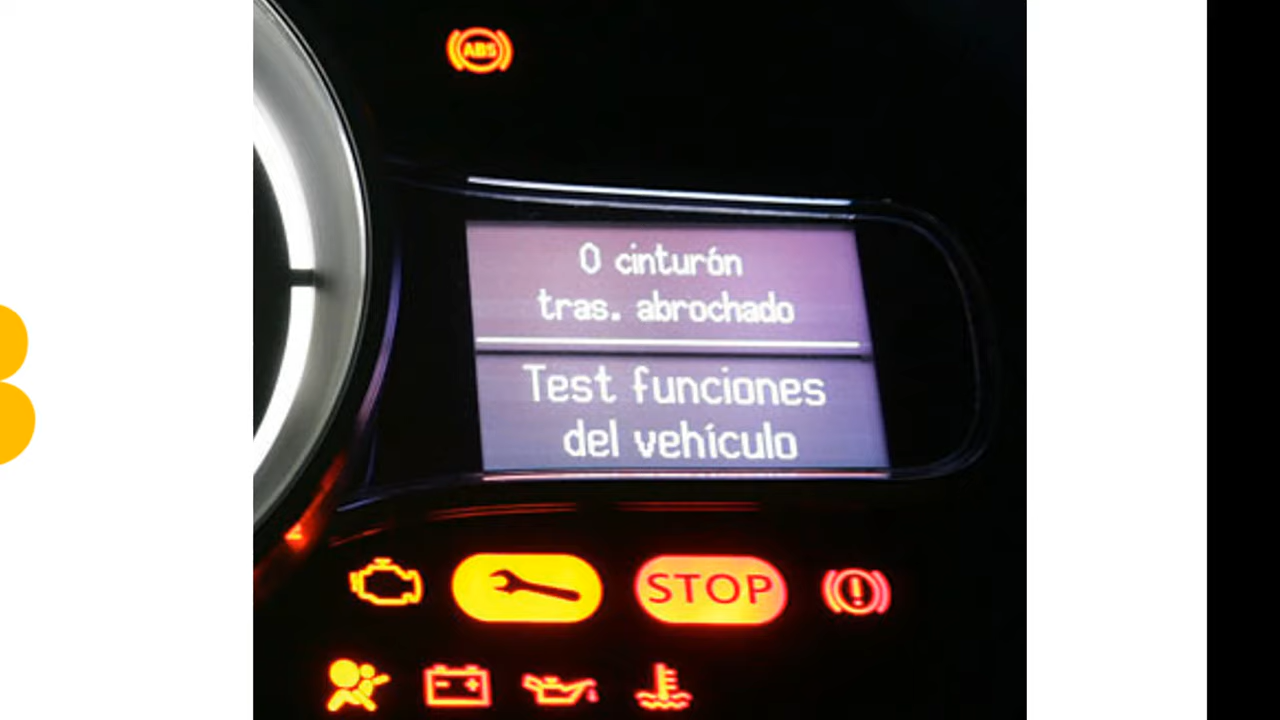 ABS
0 cinturón
tras. abrochado
Test funciones
del vehículo
STOP